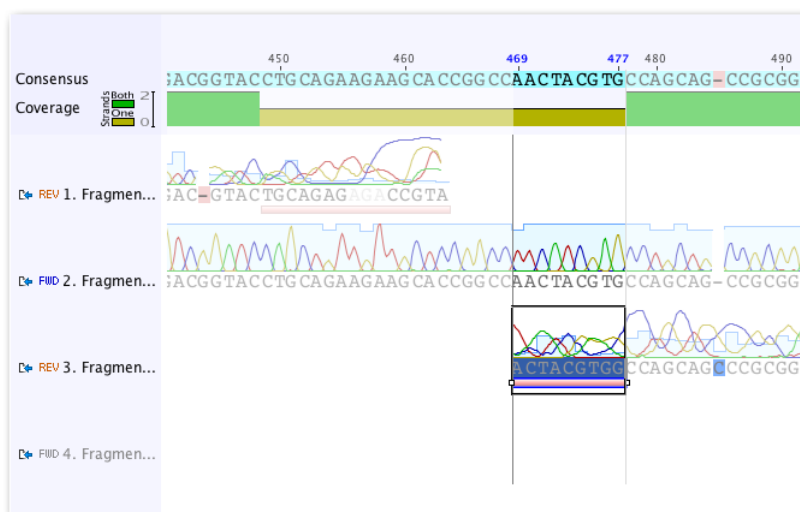 450 460 469 477 480 490
Consensus GACGGTACCTGCAGAAGAAGCACCGGCCAACTACGTGCCAGCAG-CCGCGG
Coverage Strands Both One 2 0
REV 1. Fragmen... GAC-GTACTGCAGAGAGACCGTA
FWD 2. Fragmen... GACGGTACCTGCAGAAGAAGCACCGGCCAACTACGTGCCAGCAG-CCGCGG
REV 3. Fragmen... ACTACGTGGCCAGCAGCCCGCGG
FWD 4. Fragmen...